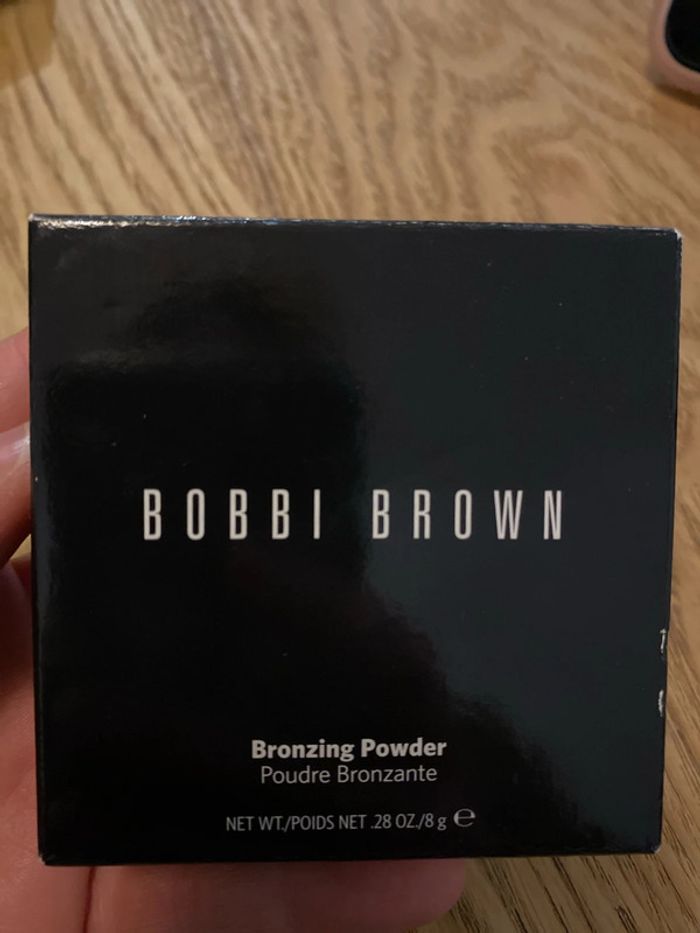 BOBBI BROWN
Bronzing Powder
Poudre Bronzante
NET WT./POIDS NET .28 OZ./8 g ℮